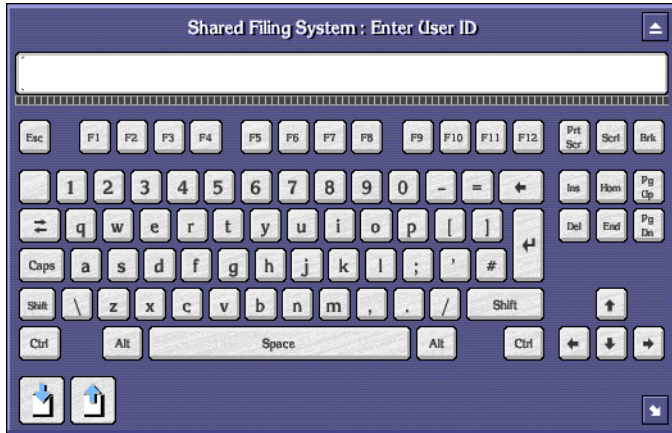 Shared Filing System : Enter User ID
Esc F1 F2 F3 F4 F5 F6 F7 F8 F9 F10 F11 F12 Prt Scr Scrl Brk
1 2 3 4 5 6 7 8 9 0 - = Ins Hom Pg Up
q w e r t y u i o p [ ] Del End Pg Dn
Caps a s d f g h j k l ; ' #
Shift \ z x c v b n m , . / Shift
Ctrl Alt Space Alt Ctrl